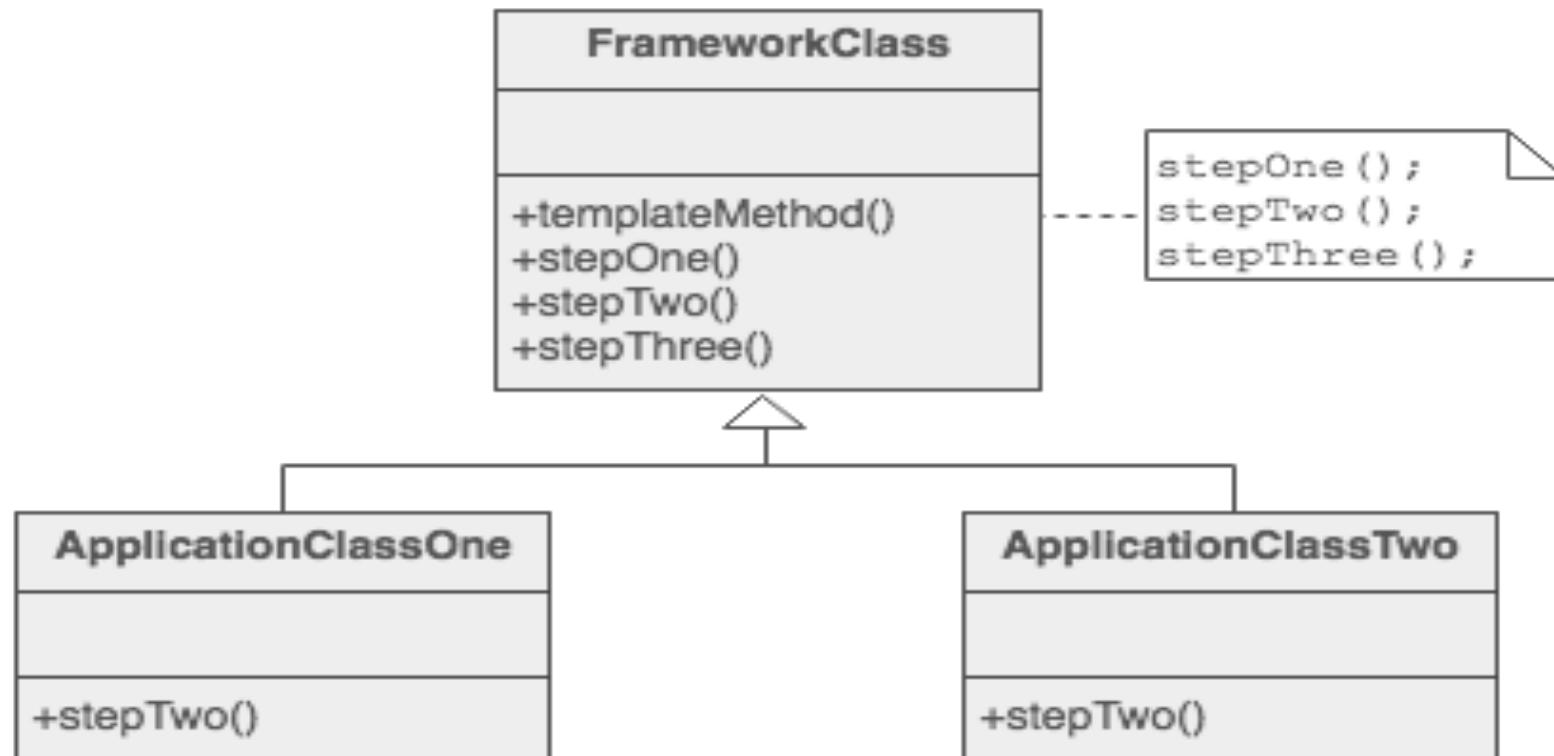 FrameworkClass
+templateMethod()
+stepOne()
+stepTwo()
+stepThree()
stepOne();
stepTwo();
stepThree();
ApplicationClassOne
+stepTwo()
ApplicationClassTwo
+stepTwo()